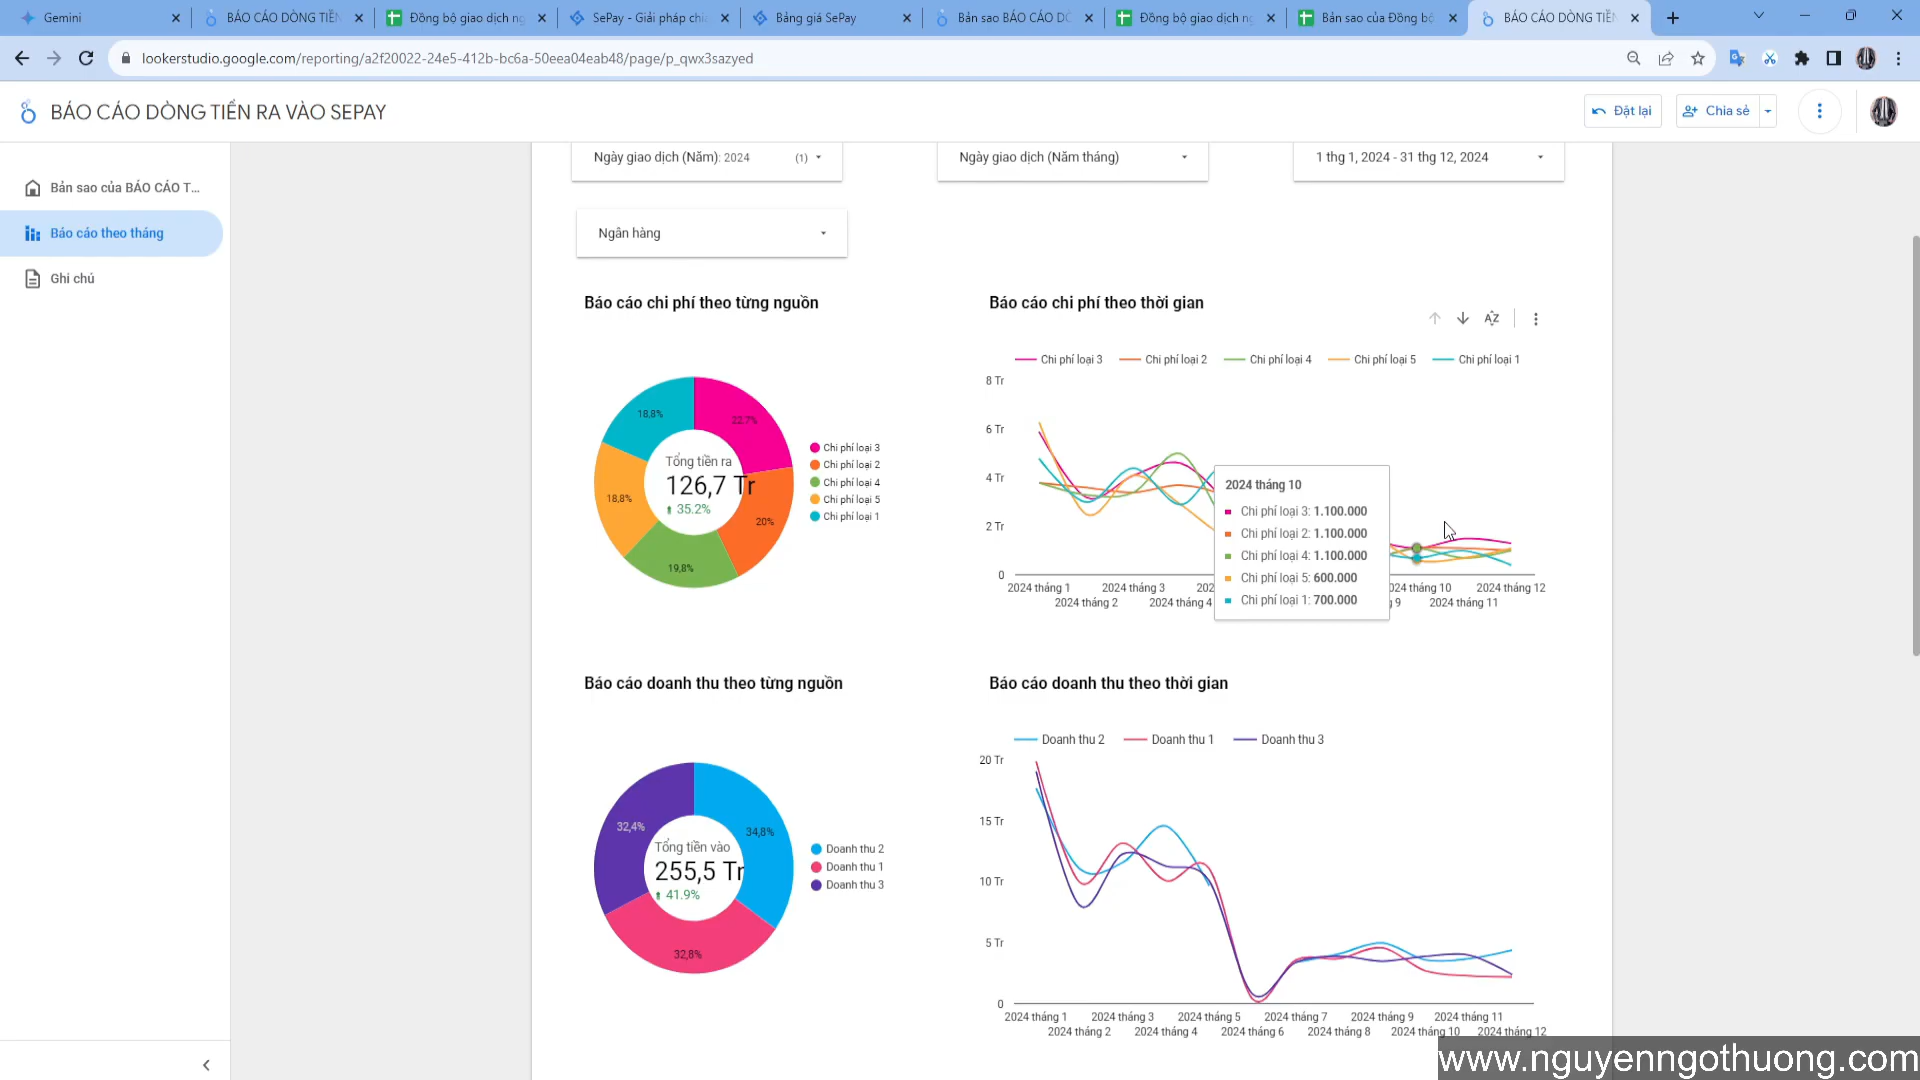 Gemini
BÁO CÁO DÒNG TIỀN
Đồng bộ giao dịch ng
SePay - Giải pháp chi
Bảng giá SePay
Bản sao BÁO CÁO DÒ
Đồng bộ giao dịch ng
Bản sao của Đồng bộ
BÁO CÁO DÒNG TIỀN
lookerstudio.google.com/reporting/a2f20022-24e5-412b-bc6a-50eea04eab48/page/p_qwx3sazyed
BÁO CÁO DÒNG TIỀN RA VÀO SEPAY
Đặt lại
Chia sẻ
Bản sao của BÁO CÁO T...
Báo cáo theo tháng
Ghi chú
Ngày giao dịch (Năm): 2024 (1)
Ngày giao dịch (Năm tháng)
1 thg 1, 2024 - 31 thg 12, 2024
Ngân hàng
Báo cáo chi phí theo từng nguồn
22,7%
20%
19,8%
18,8%
18,8%
Tổng tiền ra
126,7 Tr
35.2%
Chi phí loại 3
Chi phí loại 2
Chi phí loại 4
Chi phí loại 5
Chi phí loại 1
Báo cáo chi phí theo thời gian
AZ
Chi phí loại 3 Chi phí loại 2 Chi phí loại 4 Chi phí loại 5 Chi phí loại 1
8 Tr
6 Tr
4 Tr
2 Tr
0
2024 tháng 10
Chi phí loại 3: 1.100.000
Chi phí loại 2: 1.100.000
Chi phí loại 4: 1.100.000
Chi phí loại 5: 600.000
Chi phí loại 1: 700.000
2024 tháng 1 2024 tháng 3 202 2024 tháng 10 2024 tháng 12
2024 tháng 2 2024 tháng 4 g 9 2024 tháng 11
Báo cáo doanh thu theo từng nguồn
34,8%
32,8%
32,4%
Tổng tiền vào
255,5 Tr
41.9%
Doanh thu 2
Doanh thu 1
Doanh thu 3
Báo cáo doanh thu theo thời gian
Doanh thu 2 Doanh thu 1 Doanh thu 3
20 Tr
15 Tr
10 Tr
5 Tr
0
2024 tháng 1 2024 tháng 3 2024 tháng 5 2024 tháng 7 2024 tháng 9 2024 tháng 11
2024 tháng 2 2024 tháng 4 2024 tháng 6 2024 tháng 8 2024 tháng 10 2024 tháng 12
www.nguyenngothuong.com